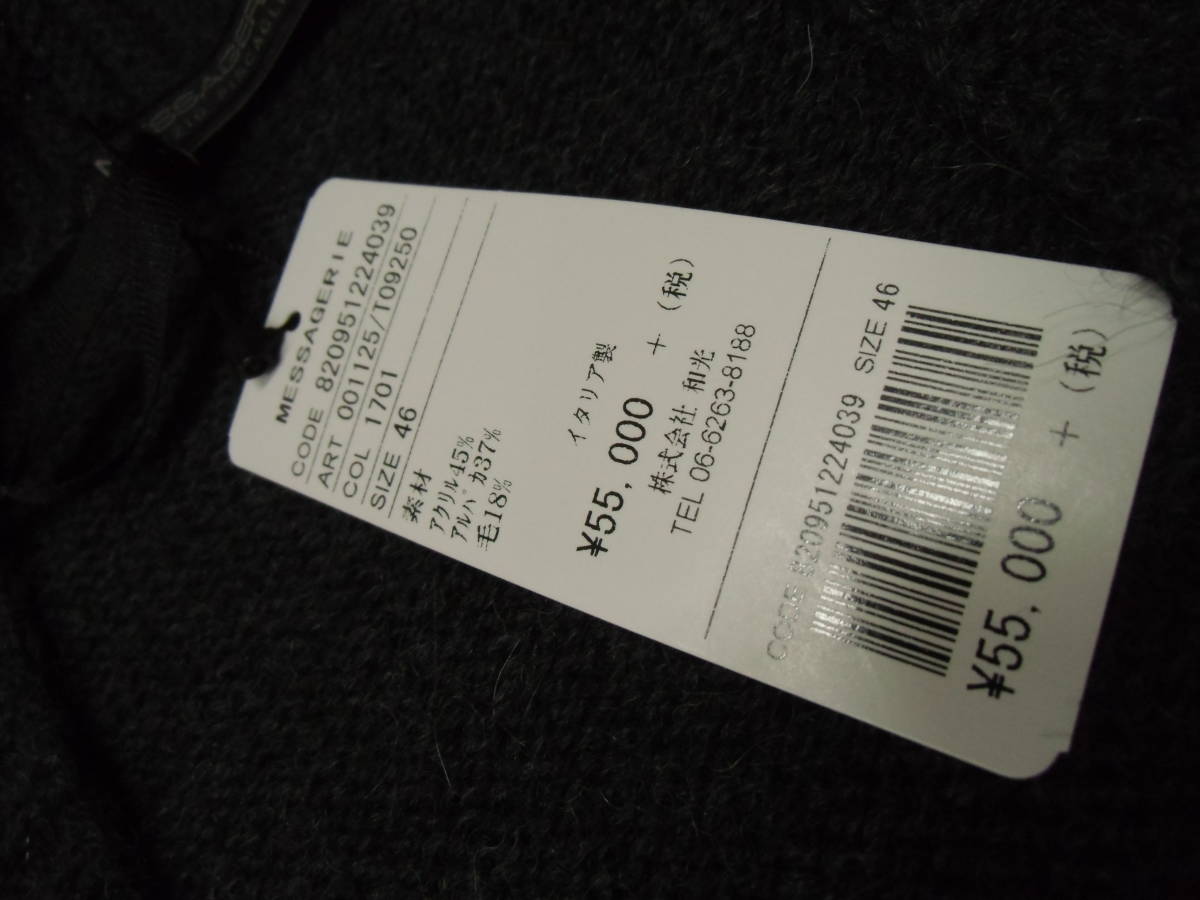 MESSAGERIE
CODE 820951224039
ART 001125/T09250
COL 1701
SIZE 46
素材
アクリル45%
アルパカ37%
毛18%
イタリア製
¥55,000 + (税)
株式会社 和光
TEL 06-6263-8188
CODE 820951224039 SIZE 46
¥55,000 + (税)